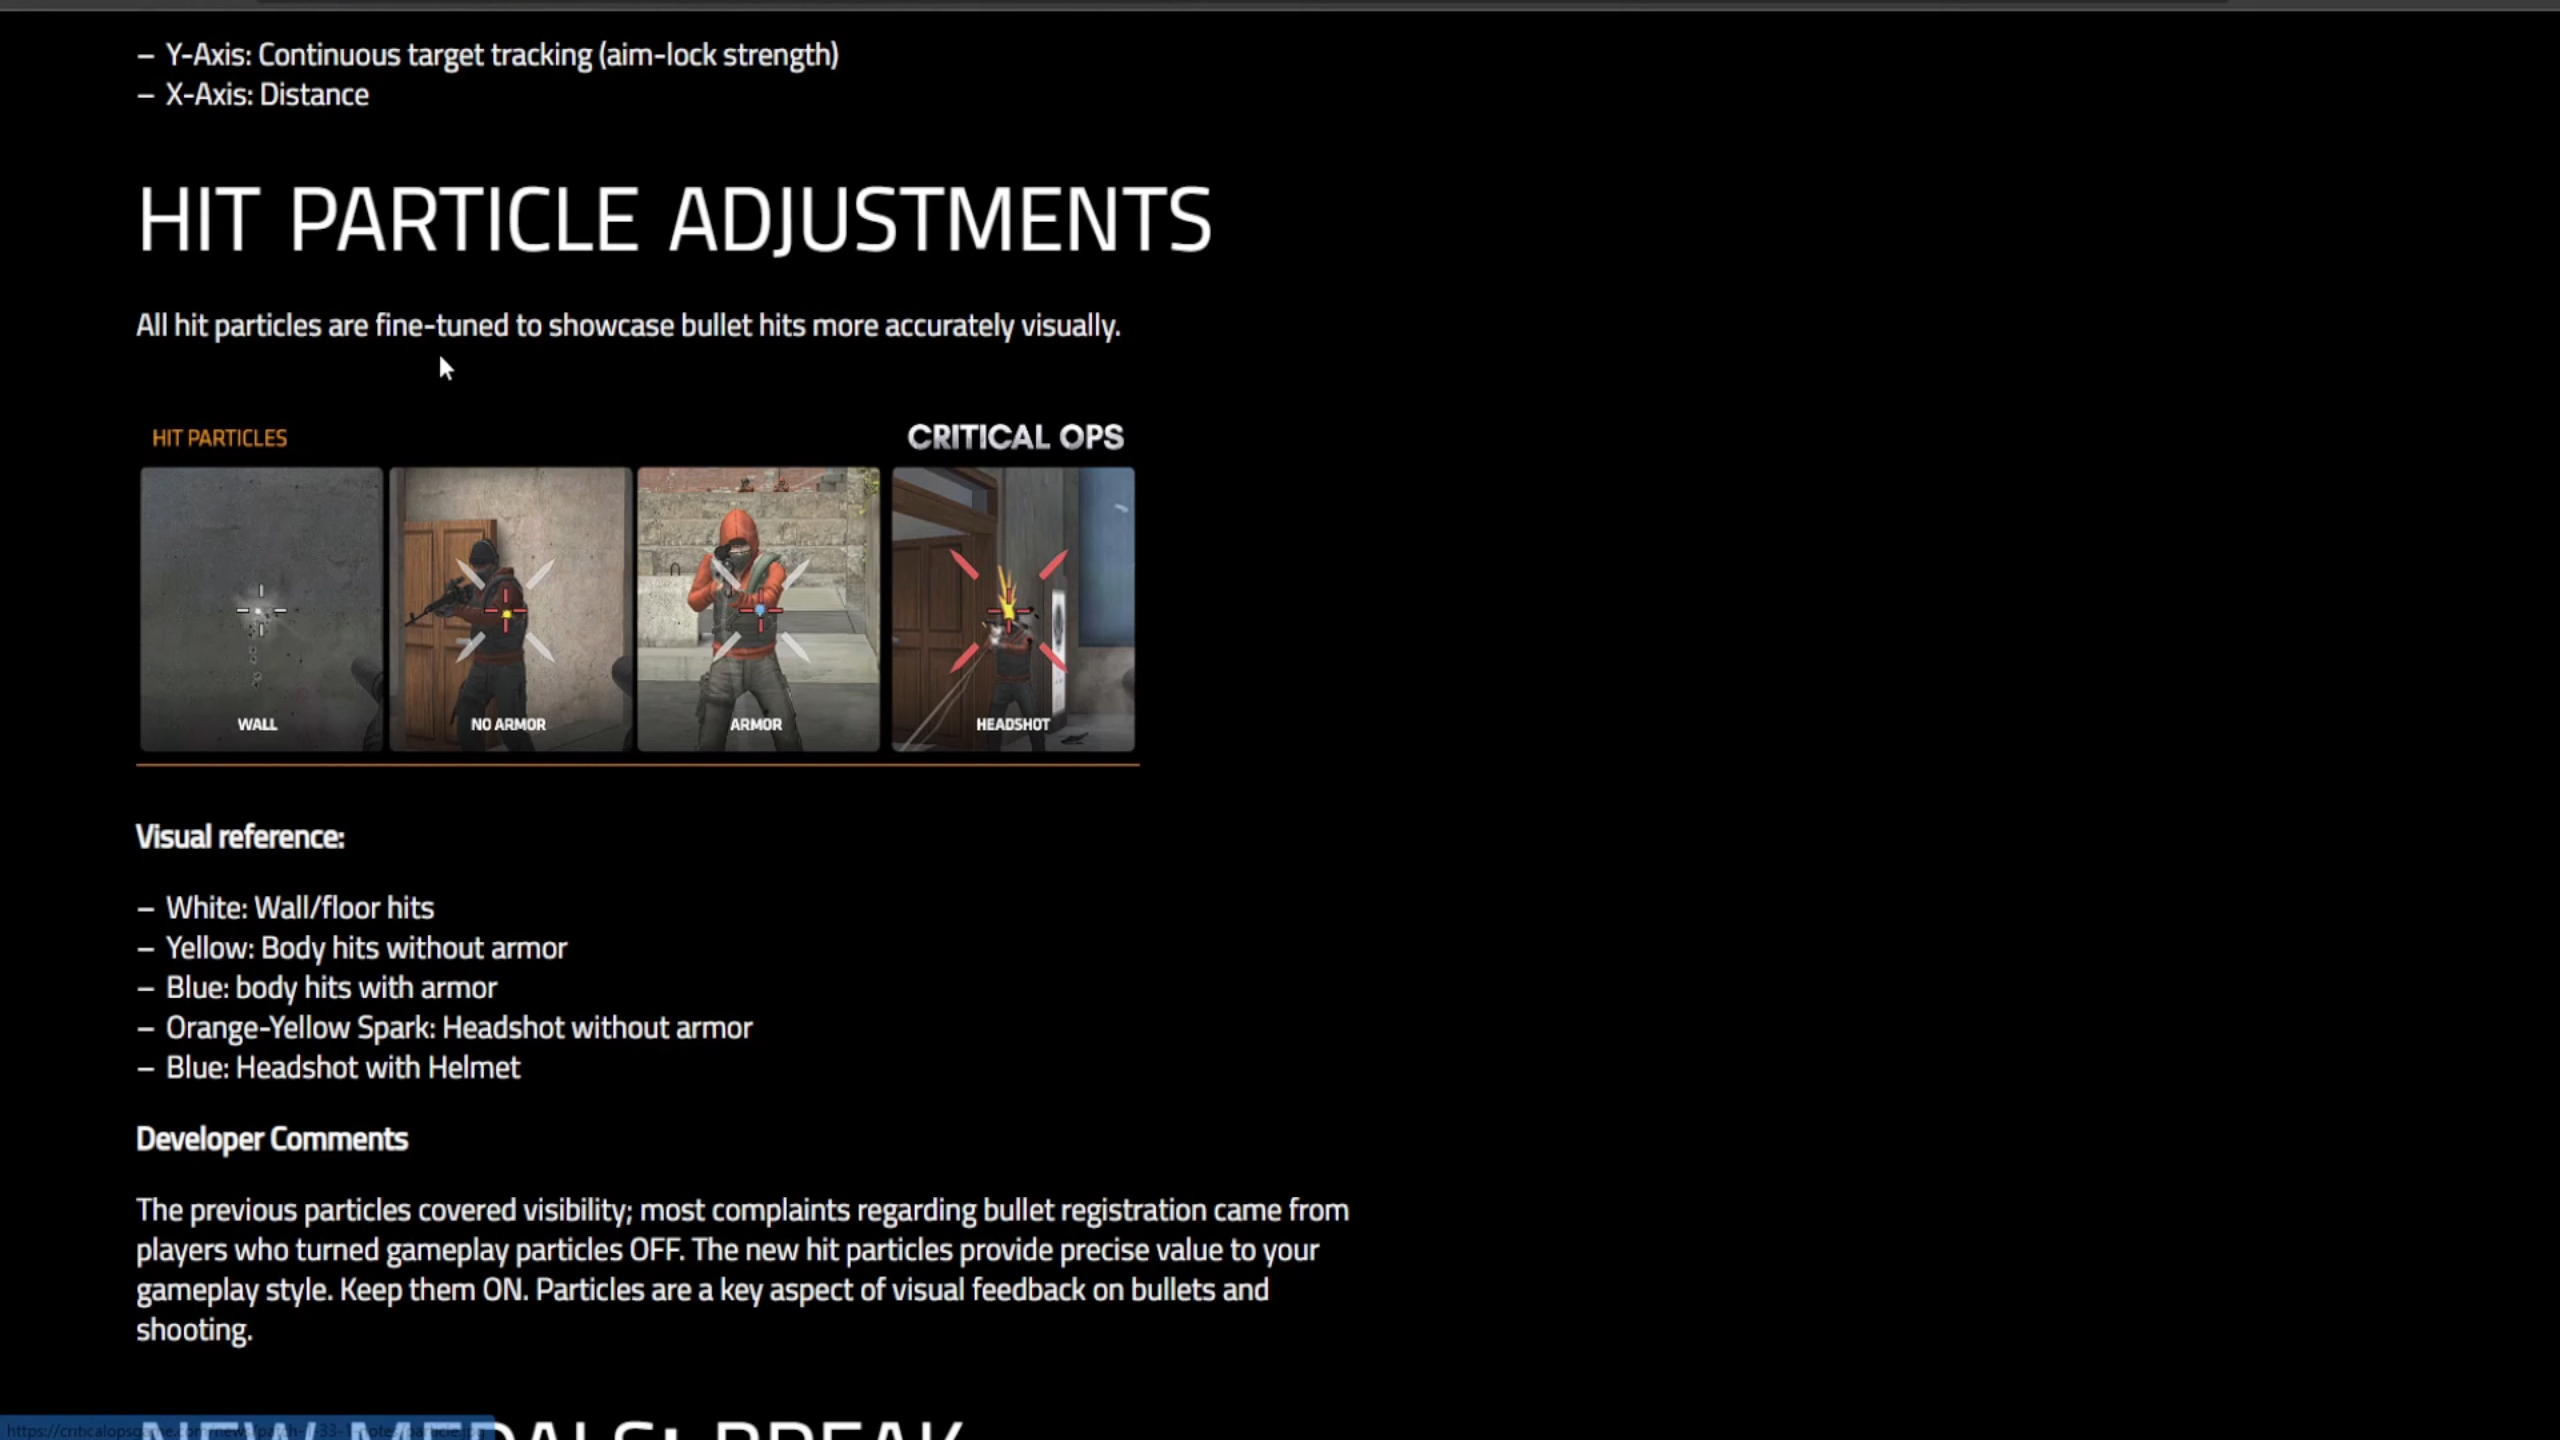 – Y-Axis: Continuous target tracking (aim-lock strength)
– X-Axis: Distance
HIT PARTICLE ADJUSTMENTS
All hit particles are fine-tuned to showcase bullet hits more accurately visually.
HIT PARTICLES
CRITICAL OPS
WALL
NO ARMOR
ARMOR
HEADSHOT
Visual reference:
– White: Wall/floor hits
– Yellow: Body hits without armor
– Blue: body hits with armor
– Orange-Yellow Spark: Headshot without armor
– Blue: Headshot with Helmet
Developer Comments
The previous particles covered visibility; most complaints regarding bullet registration came from
players who turned gameplay particles OFF. The new hit particles provide precise value to your
gameplay style. Keep them ON. Particles are a key aspect of visual feedback on bullets and
shooting.
NEW MEDALS: BREAK